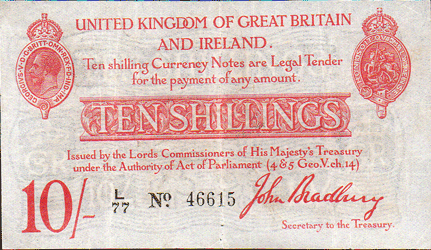 UNITED KINGDOM OF GREAT BRITAIN
AND IRELAND.
Ten shilling Currency Notes are Legal Tender
for the payment of any amount.
TEN SHILLINGS
Issued by the Lords Commissioners of His Majesty's Treasury
under the Authority of Act of Parliament (4 & 5 Geo.V.ch.14)
10/- L/77 No. 46615 John Bradbury
Secretary to the Treasury.